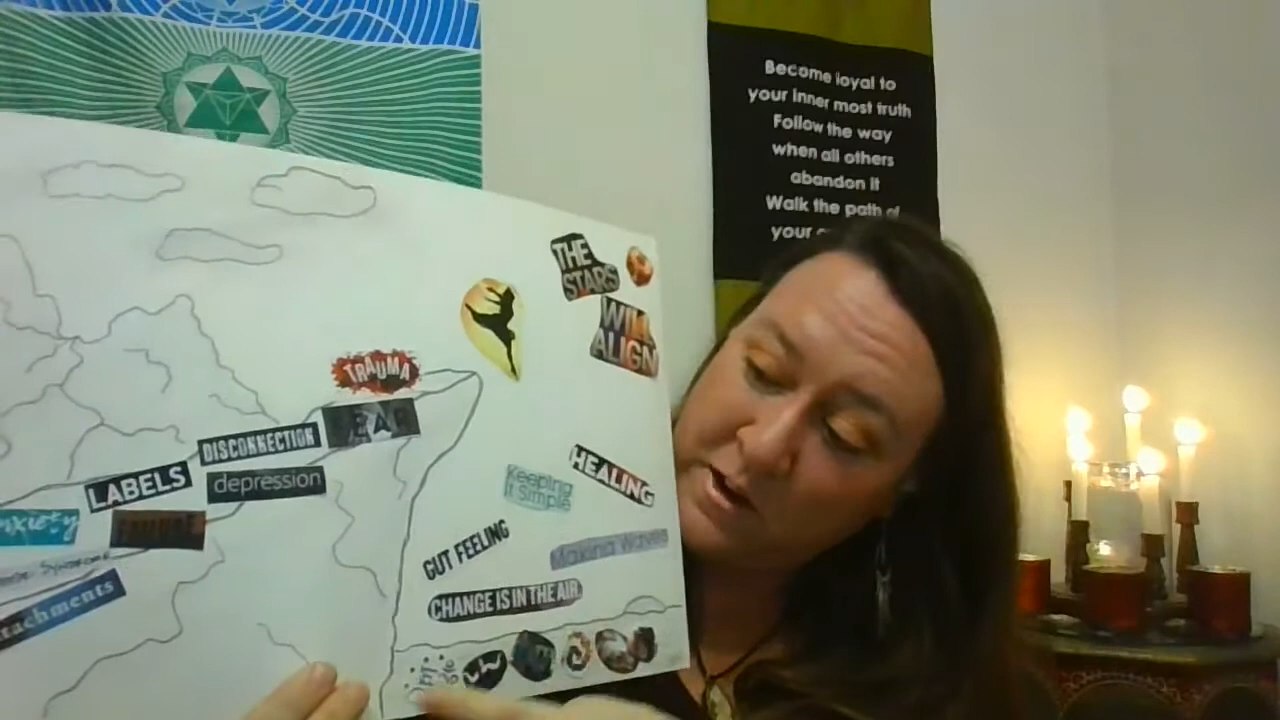 Become loyal to
your inner most truth
Follow the way
when all others
abandon it
Walk the path of
your
THE
STARS
WILL
ALIGN
TRAUMA
FEAR
DISCONNECTION
LABELS
depression
HEALING
Keeping
it Simple
GUT FEELING
Making Waves
CHANGE IS IN THE AIR